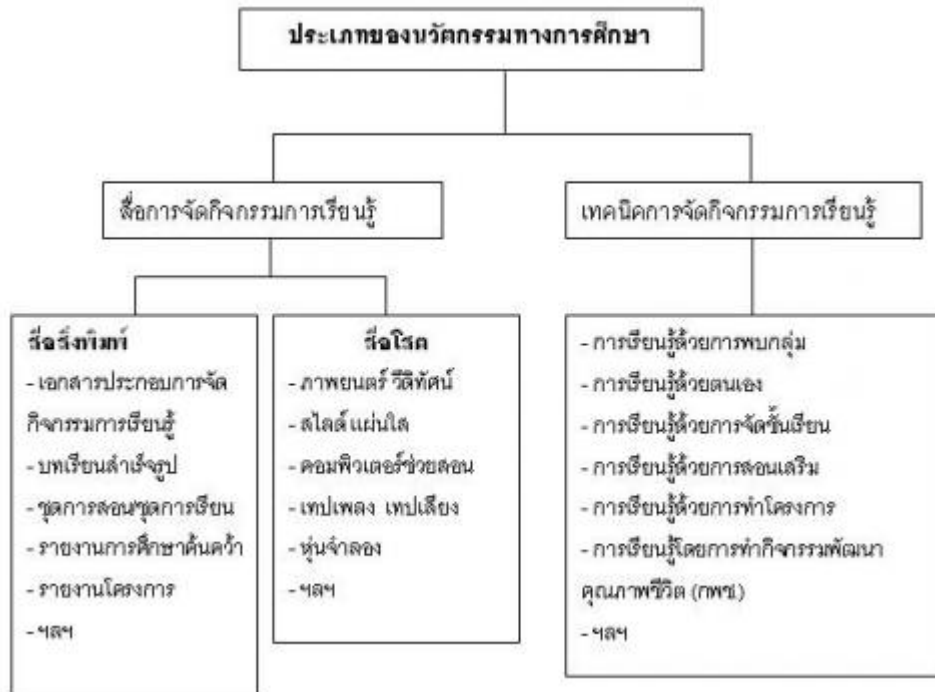 ประเภทของนวัตกรรมทางการศึกษา
สื่อการจัดกิจกรรมการเรียนรู้
เทคนิคการจัดกิจกรรมการเรียนรู้
สื่อสิ่งพิมพ์
- เอกสารประกอบการจัด
กิจกรรมการเรียนรู้
- บทเรียนสำเร็จรูป
- ชุดการสอน/ชุดการเรียน
- รายงานการศึกษาค้นคว้า
- รายงานโครงการ
- ฯลฯ
สื่อโสต
- ภาพยนตร์ วีดิทัศน์
- สไลด์ แผ่นใส
- คอมพิวเตอร์ช่วยสอน
- เทปเพลง เทปเสียง
- หุ่นจำลอง
- ฯลฯ
- การเรียนรู้ด้วยการพบกลุ่ม
- การเรียนรู้ด้วยตนเอง
- การเรียนรู้ด้วยการจัดชั้นเรียน
- การเรียนรู้ด้วยการสอนเสริม
- การเรียนรู้ด้วยการทำโครงการ
- การเรียนรู้โดยการทำกิจกรรมพัฒนา
คุณภาพชีวิต (กพช.)
- ฯลฯ